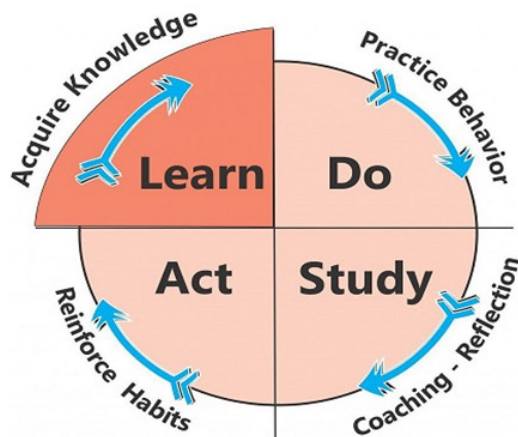 Acquire Knowledge
Practice Behavior
Learn
Do
Act
Study
Reinforce Habits
Coaching - Reflection